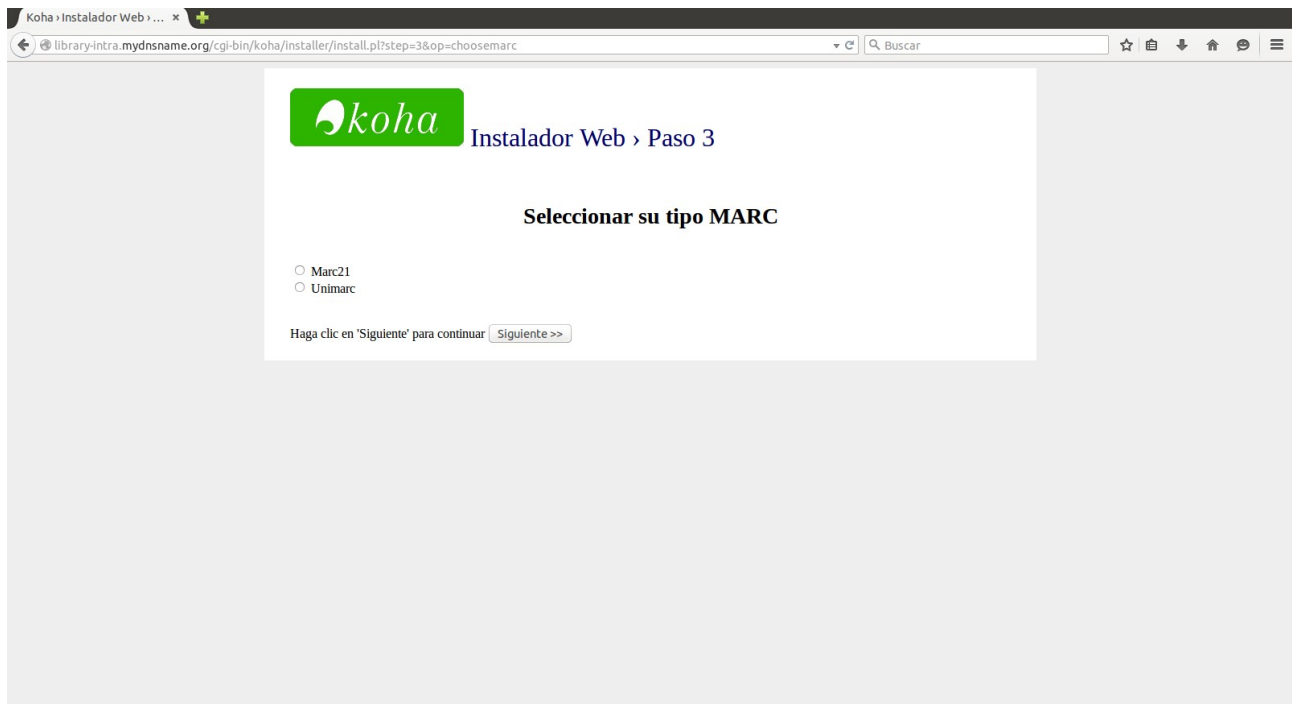 Koha › Instalador Web › ...
library-intra.mydnsname.org/cgi-bin/koha/installer/install.pl?step=3&op=choosemarc
Buscar
koha
Instalador Web › Paso 3
Seleccionar su tipo MARC
Marc21
Unimarc
Haga clic en 'Siguiente' para continuar Siguiente >>